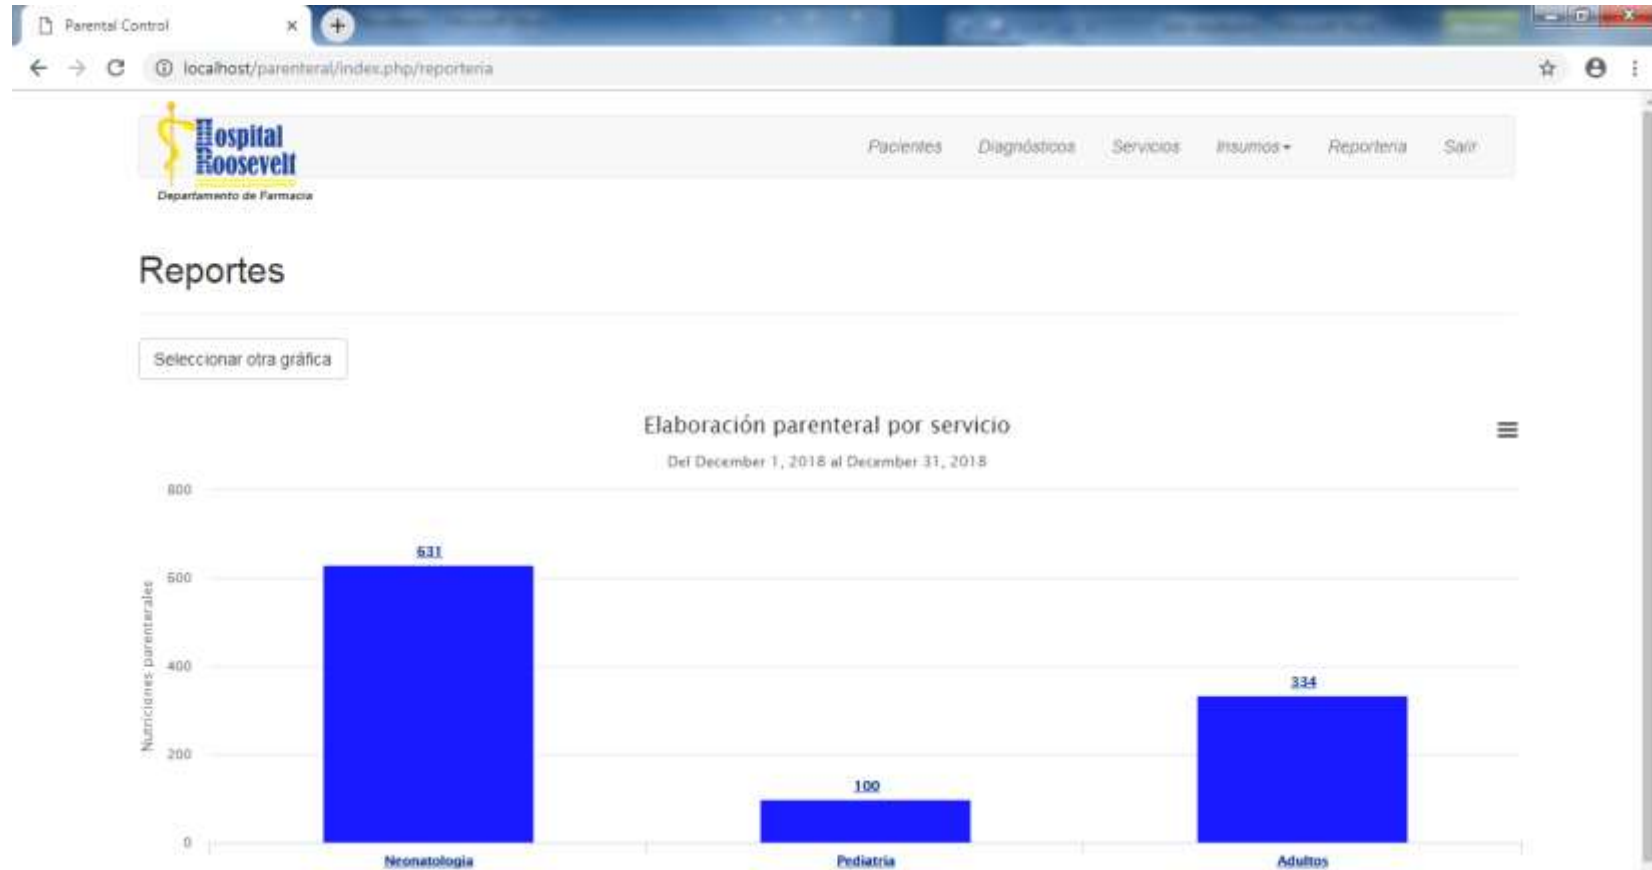 Parental Control
localhost/parenteral/index.php/reporteria
Hospital
Roosevelt
Departamento de Farmacia
Pacientes Diagnósticos Servicios Insumos Reporteria Salir
Reportes
Seleccionar otra gráfica
Elaboración parenteral por servicio
Del December 1, 2018 al December 31, 2018
Nutriciones parenterales
800
600
400
200
0
631
100
334
Neonatologia Pediatria Adultos